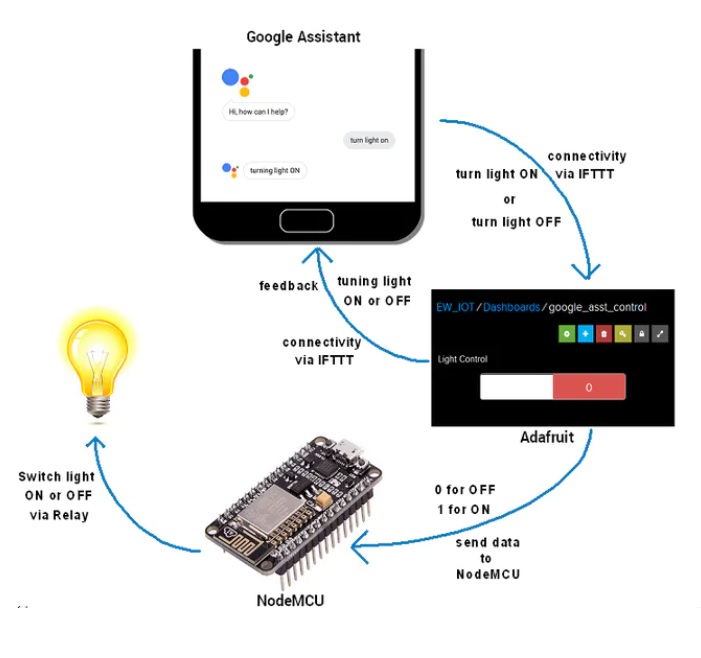 Google Assistant
Hi, how can I help?
turn light on
turning light ON
connectivity
via IFTTT
turn light ON
or
turn light OFF
feedback
tuning light
ON or OFF
connectivity
via IFTTT
EW_IOT / Dashboards / google_asst_control
Light Control
0
Adafruit
Switch light
ON or OFF
via Relay
0 for OFF
1 for ON
send data
to
NodeMCU
NodeMCU